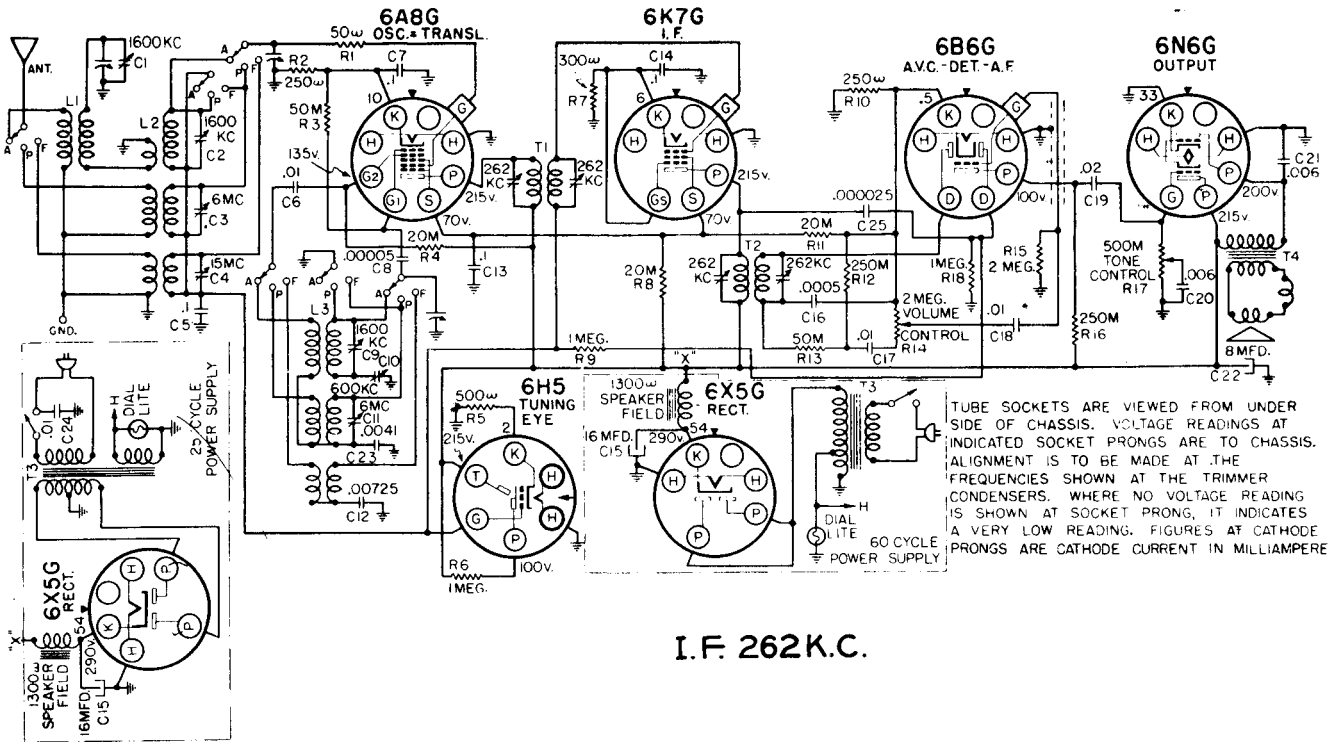 6A8G
OSC.=TRANSL.
6K7G
I.F.
6B6G
A.V.C.-DET.-A.F.
6N6G
OUTPUT
ANT.
1600KC
C1
L1
L2
A
P
F
A
P
F
A
P
F
1600
KC
C2
6MC
C3
15MC
C4
.1
C5
GND.
50ω
R1
R2
250ω
C7
.1
50M
R3
10
135v.
.01
C6
K
H
H
G
G2
P
G1
S
215v.
70v.
20M
R4
.00005
C8
.1
C13
262
KC
T1
262
KC
300ω
R7
C14
.1
6
K
H
H
G
GS
S
P
215v.
70v.
20M
R8
250ω
R10
.5
K
H
H
G
D
D
P
100v.
.000025
C25
20M
R11
T2
262
KC
262KC
250M
R12
.0005
C16
50M
R13
.01
C17
2 MEG.
VOLUME
CONTROL
R14
1MEG.
R18
R15
2 MEG.
.01
C18
.02
C19
250M
R16
33
K
H
H
G
P
200v.
215v.
500M
TONE
CONTROL
R17
.006
C20
C21
.006
T4
8MFD.
C22
A
P
F
A
P
F
L3
1600
KC
C9
C10
600KC
6MC
C11
.0041
C23
.00725
C12
1MEG.
R9
"X"
6H5
TUNING
EYE
500ω
R5
2
215v.
T
K
H
H
G
P
100v.
R6
1MEG.
1300ω
SPEAKER
FIELD
6X5G
RECT.
54
290v.
16MFD.
C15
K
H
H
P
P
T3
H
DIAL
LITE
60 CYCLE
POWER SUPPLY
TUBE SOCKETS ARE VIEWED FROM UNDER
SIDE OF CHASSIS. VOLTAGE READINGS AT
INDICATED SOCKET PRONGS ARE TO CHASSIS.
ALIGNMENT IS TO BE MADE AT THE
FREQUENCIES SHOWN AT THE TRIMMER
CONDENSERS. WHERE NO VOLTAGE READING
IS SHOWN AT SOCKET PRONG, IT INDICATES
A VERY LOW READING. FIGURES AT CATHODE
PRONGS ARE CATHODE CURRENT IN MILLIAMPERE
.01
C24
H
DIAL
LITE
25 CYCLE
POWER SUPPLY
T3
6X5G
RECT.
H
P
K
H
P
54
290v.
"X"
1300ω
SPEAKER
FIELD
16MFD.
C15
I.F. 262K.C.